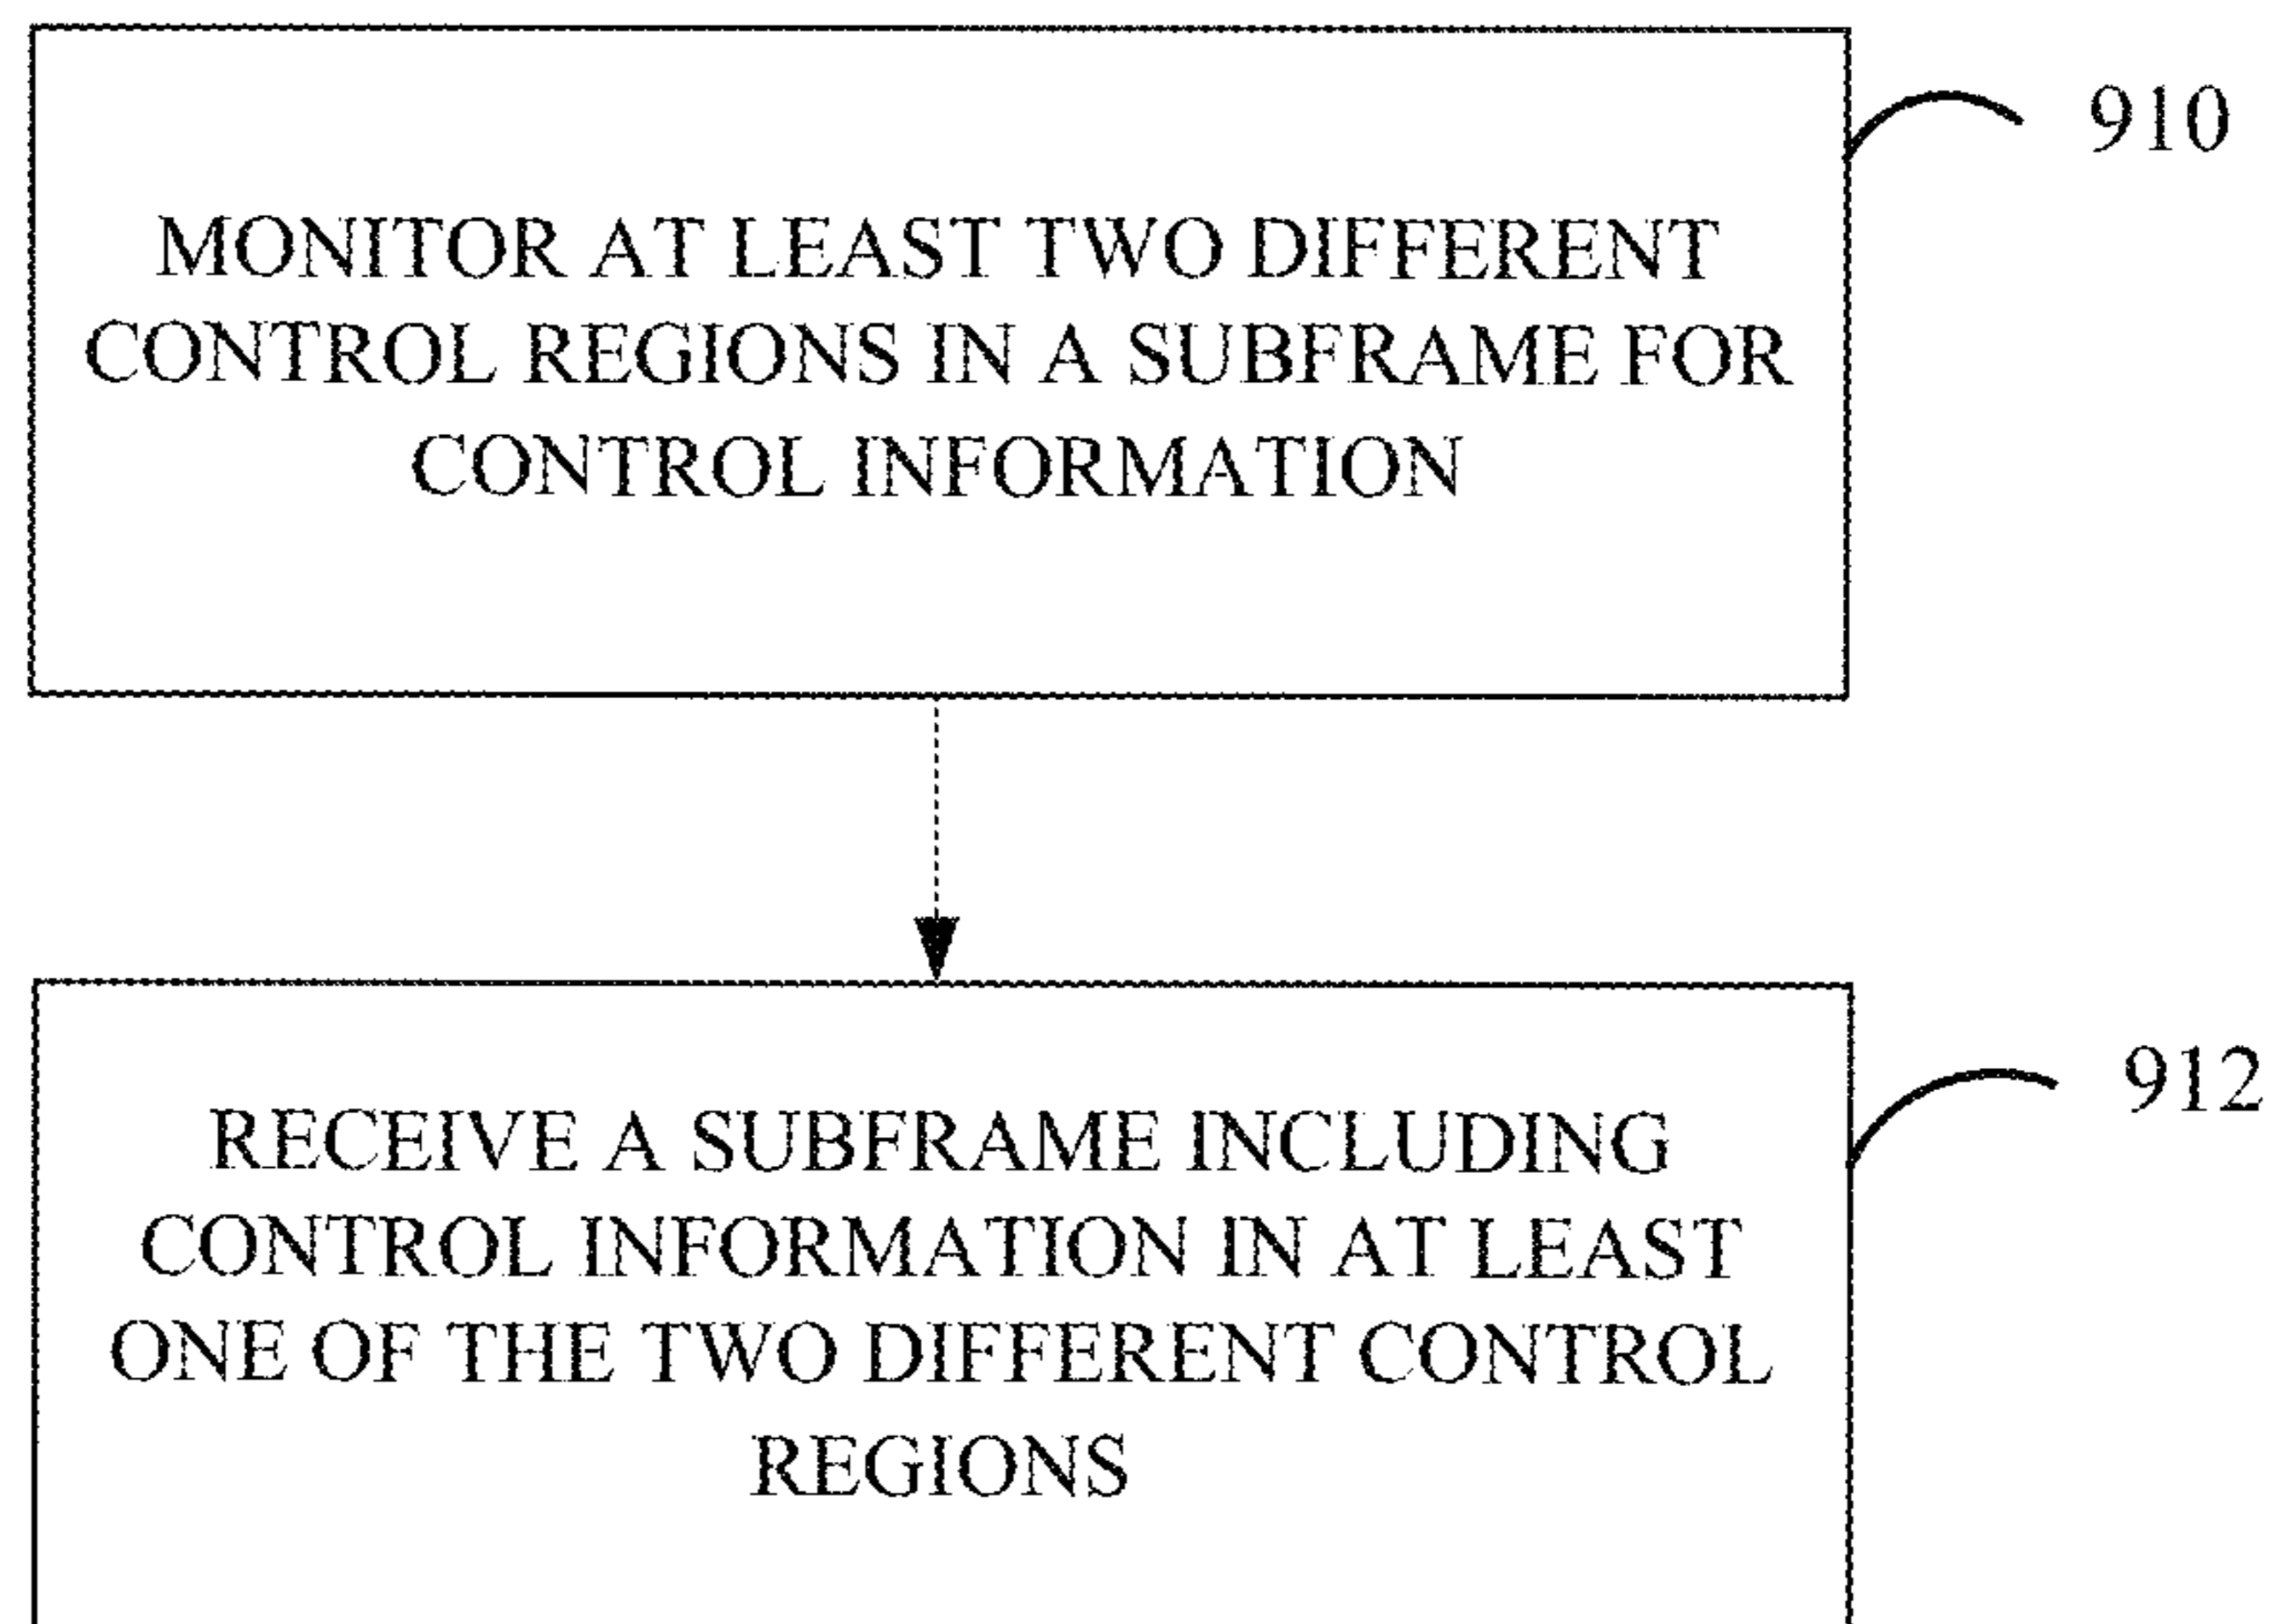 910
MONITOR AT LEAST TWO DIFFERENT
CONTROL REGIONS IN A SUBFRAME FOR
CONTROL INFORMATION
912
RECEIVE A SUBFRAME INCLUDING
CONTROL INFORMATION IN AT LEAST
ONE OF THE TWO DIFFERENT CONTROL
REGIONS